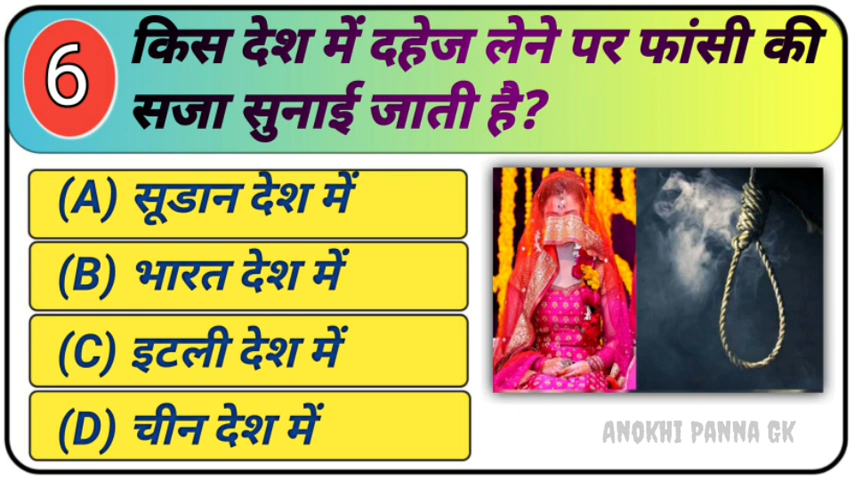 6
किस देश में दहेज लेने पर फांसी की
सजा सुनाई जाती है?
(A) सूडान देश में
(B) भारत देश में
(C) इटली देश में
(D) चीन देश में
ANOKHI PANNA GK